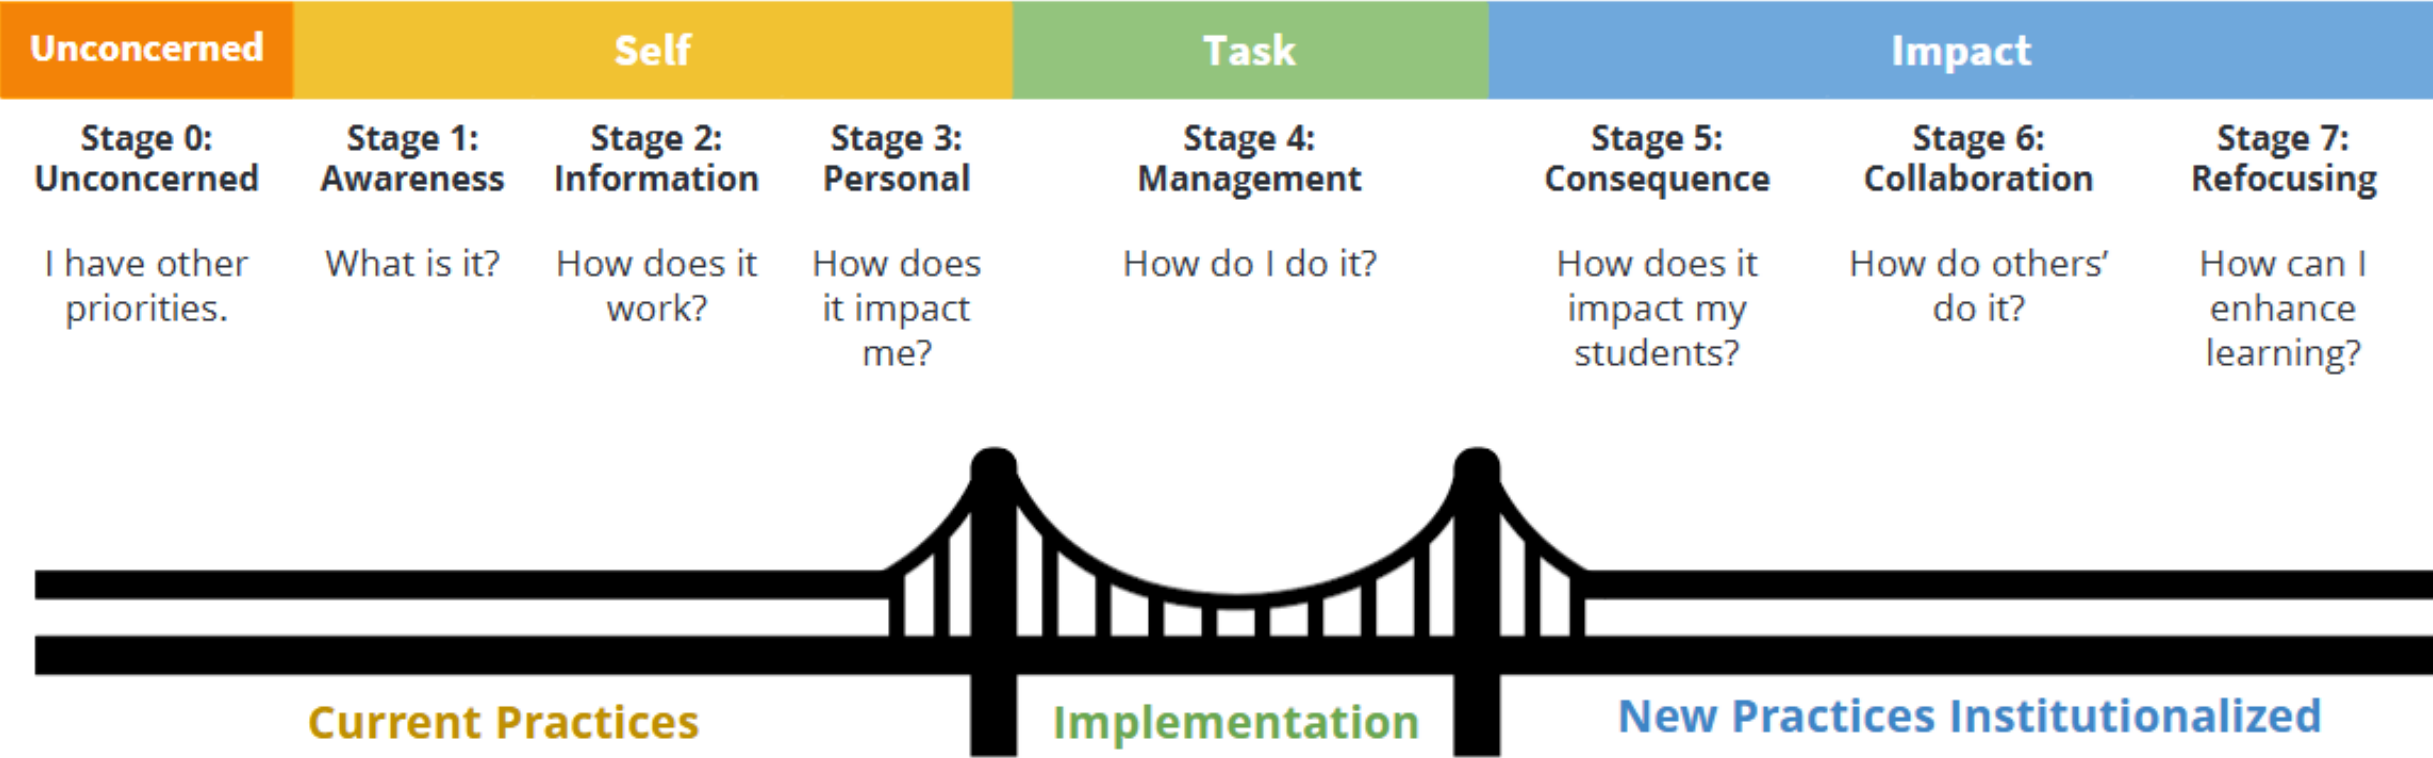 Unconcerned
Self
Task
Impact
Stage 0:
Unconcerned
I have other
priorities.
Stage 1:
Awareness
What is it?
Stage 2:
Information
How does it
work?
Stage 3:
Personal
How does
it impact
me?
Stage 4:
Management
How do I do it?
Stage 5:
Consequence
How does it
impact my
students?
Stage 6:
Collaboration
How do others’
do it?
Stage 7:
Refocusing
How can I
enhance
learning?
Current Practices
Implementation
New Practices Institutionalized